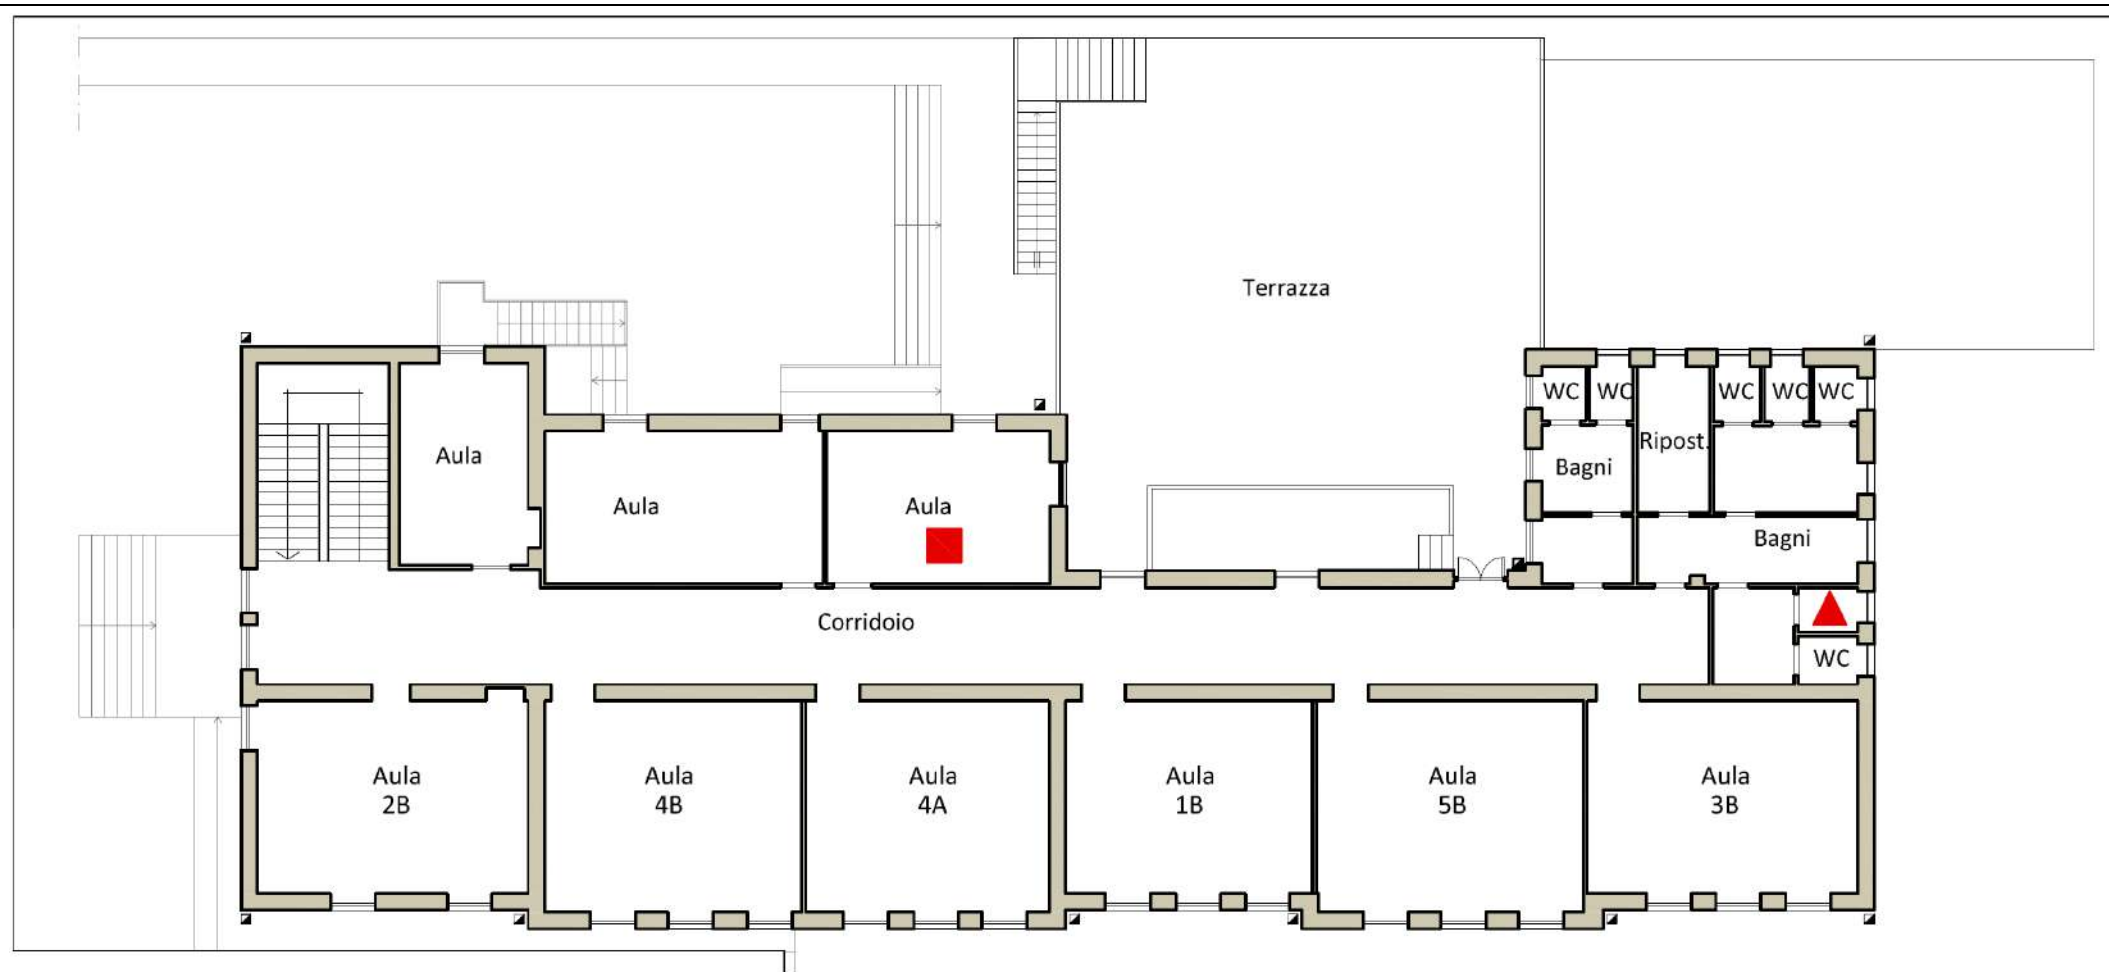 Terrazza
WC
WC
WC
WC
WC
Ripost.
Bagni
Aula
Aula
Aula
Bagni
Corridoio
WC
Aula
2B
Aula
4B
Aula
4A
Aula
1B
Aula
5B
Aula
3B